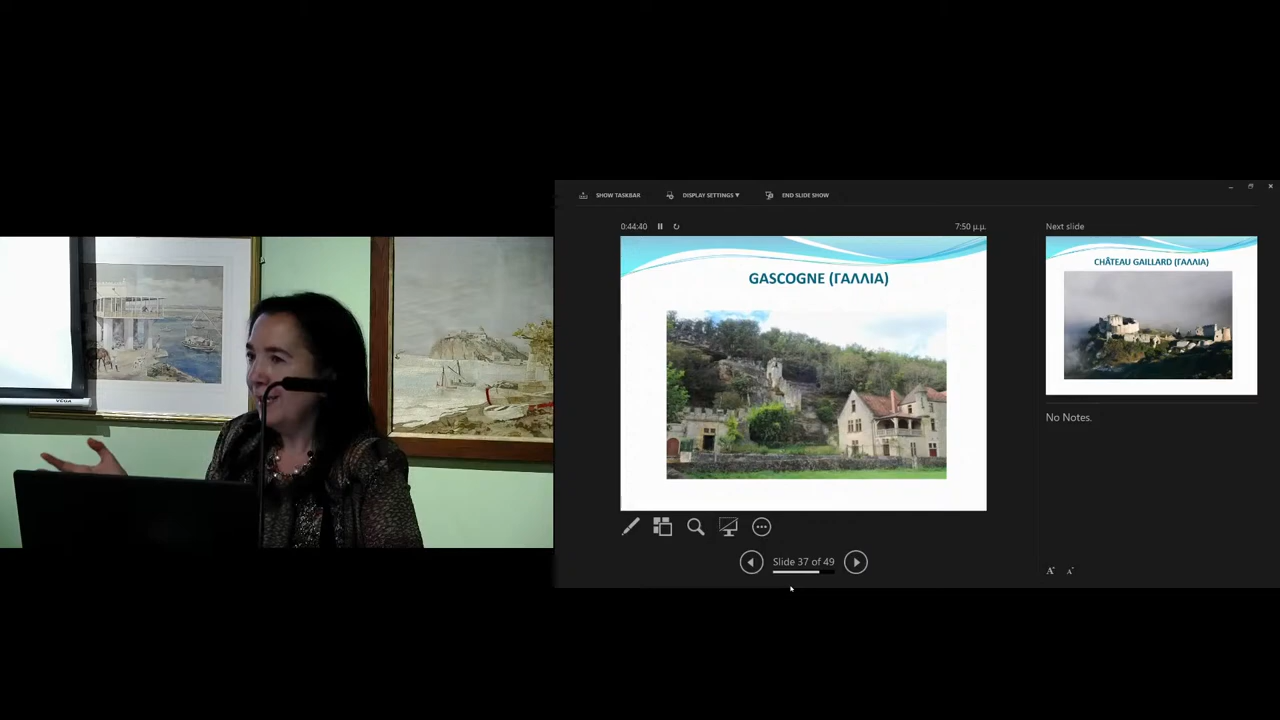 SHOW TASKBAR
DISPLAY SETTINGS ▼
END SLIDE SHOW
0:44:40
7:50 μ.μ.
Next slide
GASCOGNE (ΓΑΛΛΙΑ)
CHÂTEAU GAILLARD (ΓΑΛΛΙΑ)
No Notes.
Slide 37 of 49
VEGA